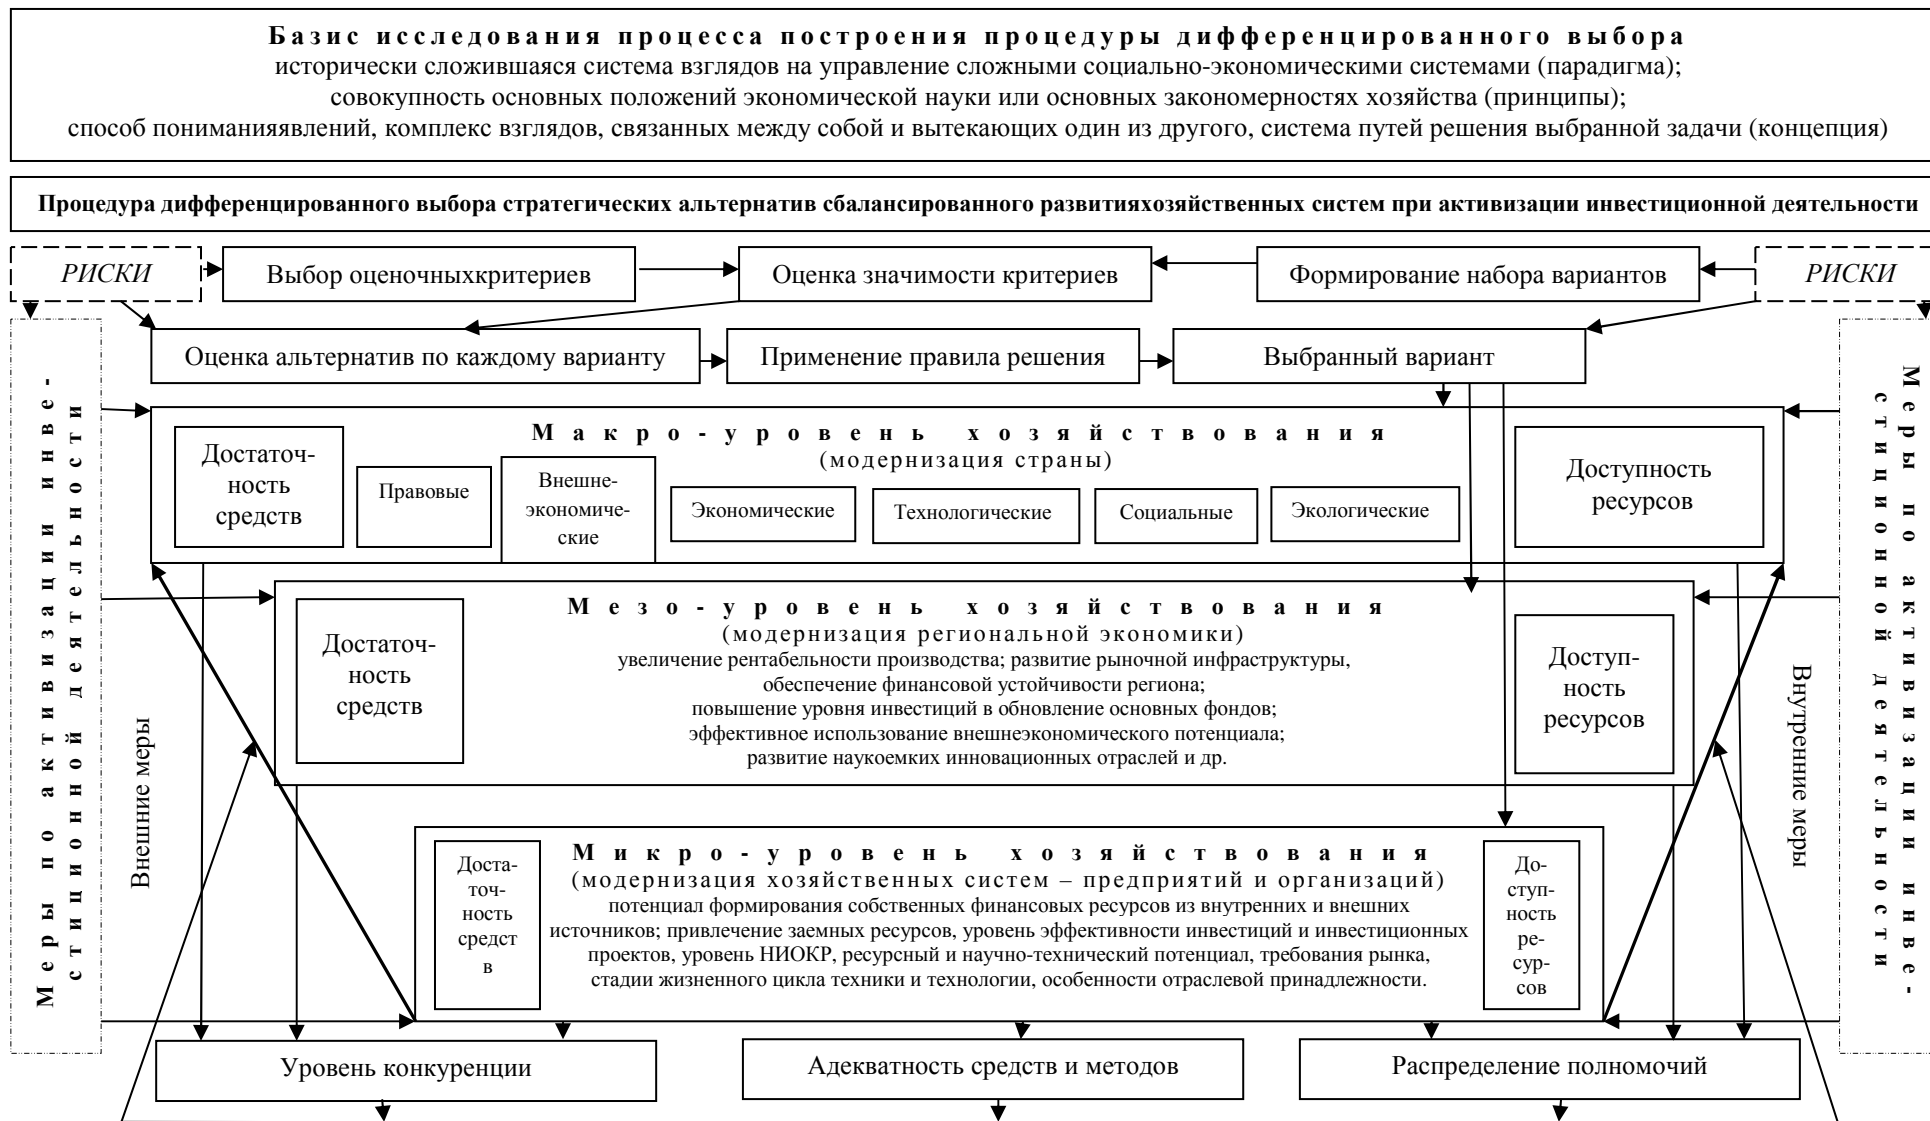 Базис исследования процесса построения процедуры дифференцированного выбора
исторически сложившаяся система взглядов на управление сложными социально-экономическими системами (парадигма);
совокупность основных положений экономической науки или основных закономерностях хозяйства (принципы);
способ пониманияявлений, комплекс взглядов, связанных между собой и вытекающих один из другого, система путей решения выбранной задачи (концепция)
Процедура дифференцированного выбора стратегических альтернатив сбалансированного развитияхозяйственных систем при активизации инвестиционной деятельности
РИСКИ
Выбор оценочныхкритериев
Оценка значимости критериев
Формирование набора вариантов
РИСКИ
Оценка альтернатив по каждому варианту
Применение правила решения
Выбранный вариант
Меры по активизации инве-
стиционной деятельности
Внешние меры
Макро-уровень хозяйствования
(модернизация страны)
Достаточ-
ность
средств
Правовые
Внешне-
экономиче-
ские
Экономические
Технологические
Социальные
Экологические
Доступность
ресурсов
Мезо-уровень хозяйствования
(модернизация региональной экономики)
увеличение рентабельности производства; развитие рыночной инфраструктуры,
обеспечение финансовой устойчивости региона;
повышение уровня инвестиций в обновление основных фондов;
эффективное использование внешнеэкономического потенциала;
развитие наукоемких инновационных отраслей и др.
Достаточ-
ность
средств
Доступ-
ность
ресурсов
Микро-уровень хозяйствования
(модернизация хозяйственных систем – предприятий и организаций)
потенциал формирования собственных финансовых ресурсов из внутренних и внешних
источников; привлечение заемных ресурсов, уровень эффективности инвестиций и инвестиционных
проектов, уровень НИОКР, ресурсный и научно-технический потенциал, требования рынка,
стадии жизненного цикла техники и технологии, особенности отраслевой принадлежности.
Доста-
точ-
ность
средст
в
До-
ступ-
ность
ре-
сур-
сов
Внутренние меры
Меры по активизации инве-
стиционной деятельности
Уровень конкуренции
Адекватность средств и методов
Распределение полномочий